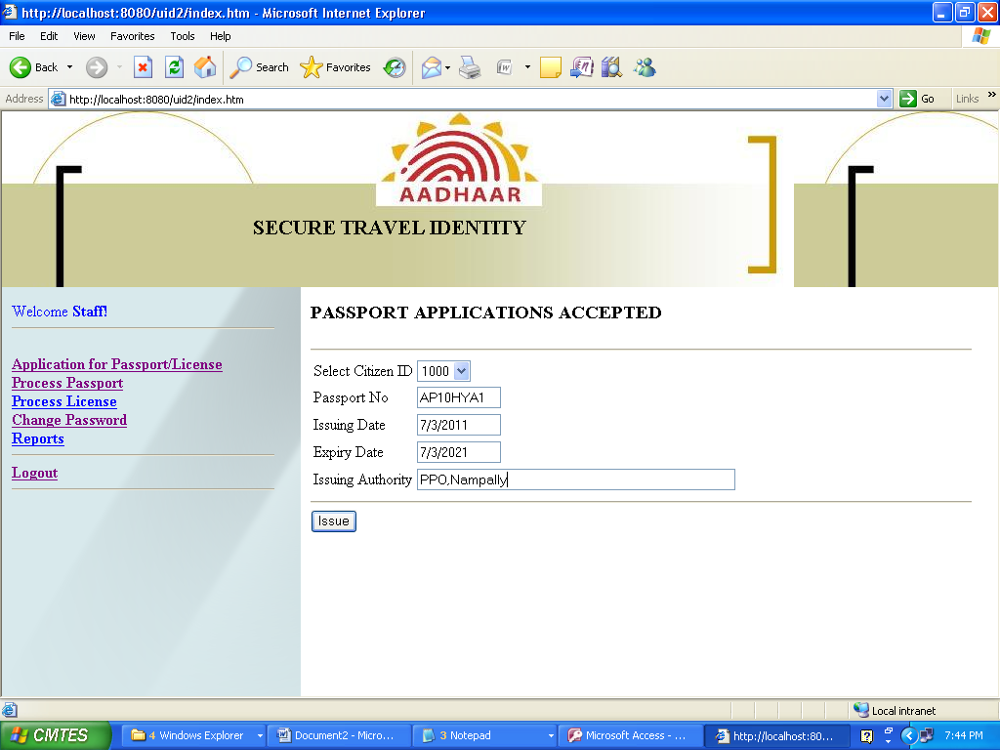 http://localhost:8080/uid2/index.htm - Microsoft Internet Explorer
File Edit View Favorites Tools Help
Back Search Favorites
Address http://localhost:8080/uid2/index.htm Go Links »
AADHAAR
SECURE TRAVEL IDENTITY
Welcome Staff!
Application for Passport/License
Process Passport
Process License
Change Password
Reports
Logout
PASSPORT APPLICATIONS ACCEPTED
Select Citizen ID 1000
Passport No AP10HYA1
Issuing Date 7/3/2011
Expiry Date 7/3/2021
Issuing Authority PPO,Nampally
Issue
Local intranet
CMTES 4 Windows Explorer Document2 - Micro... 3 Notepad Microsoft Access - ... http://localhost:80... 7:44 PM